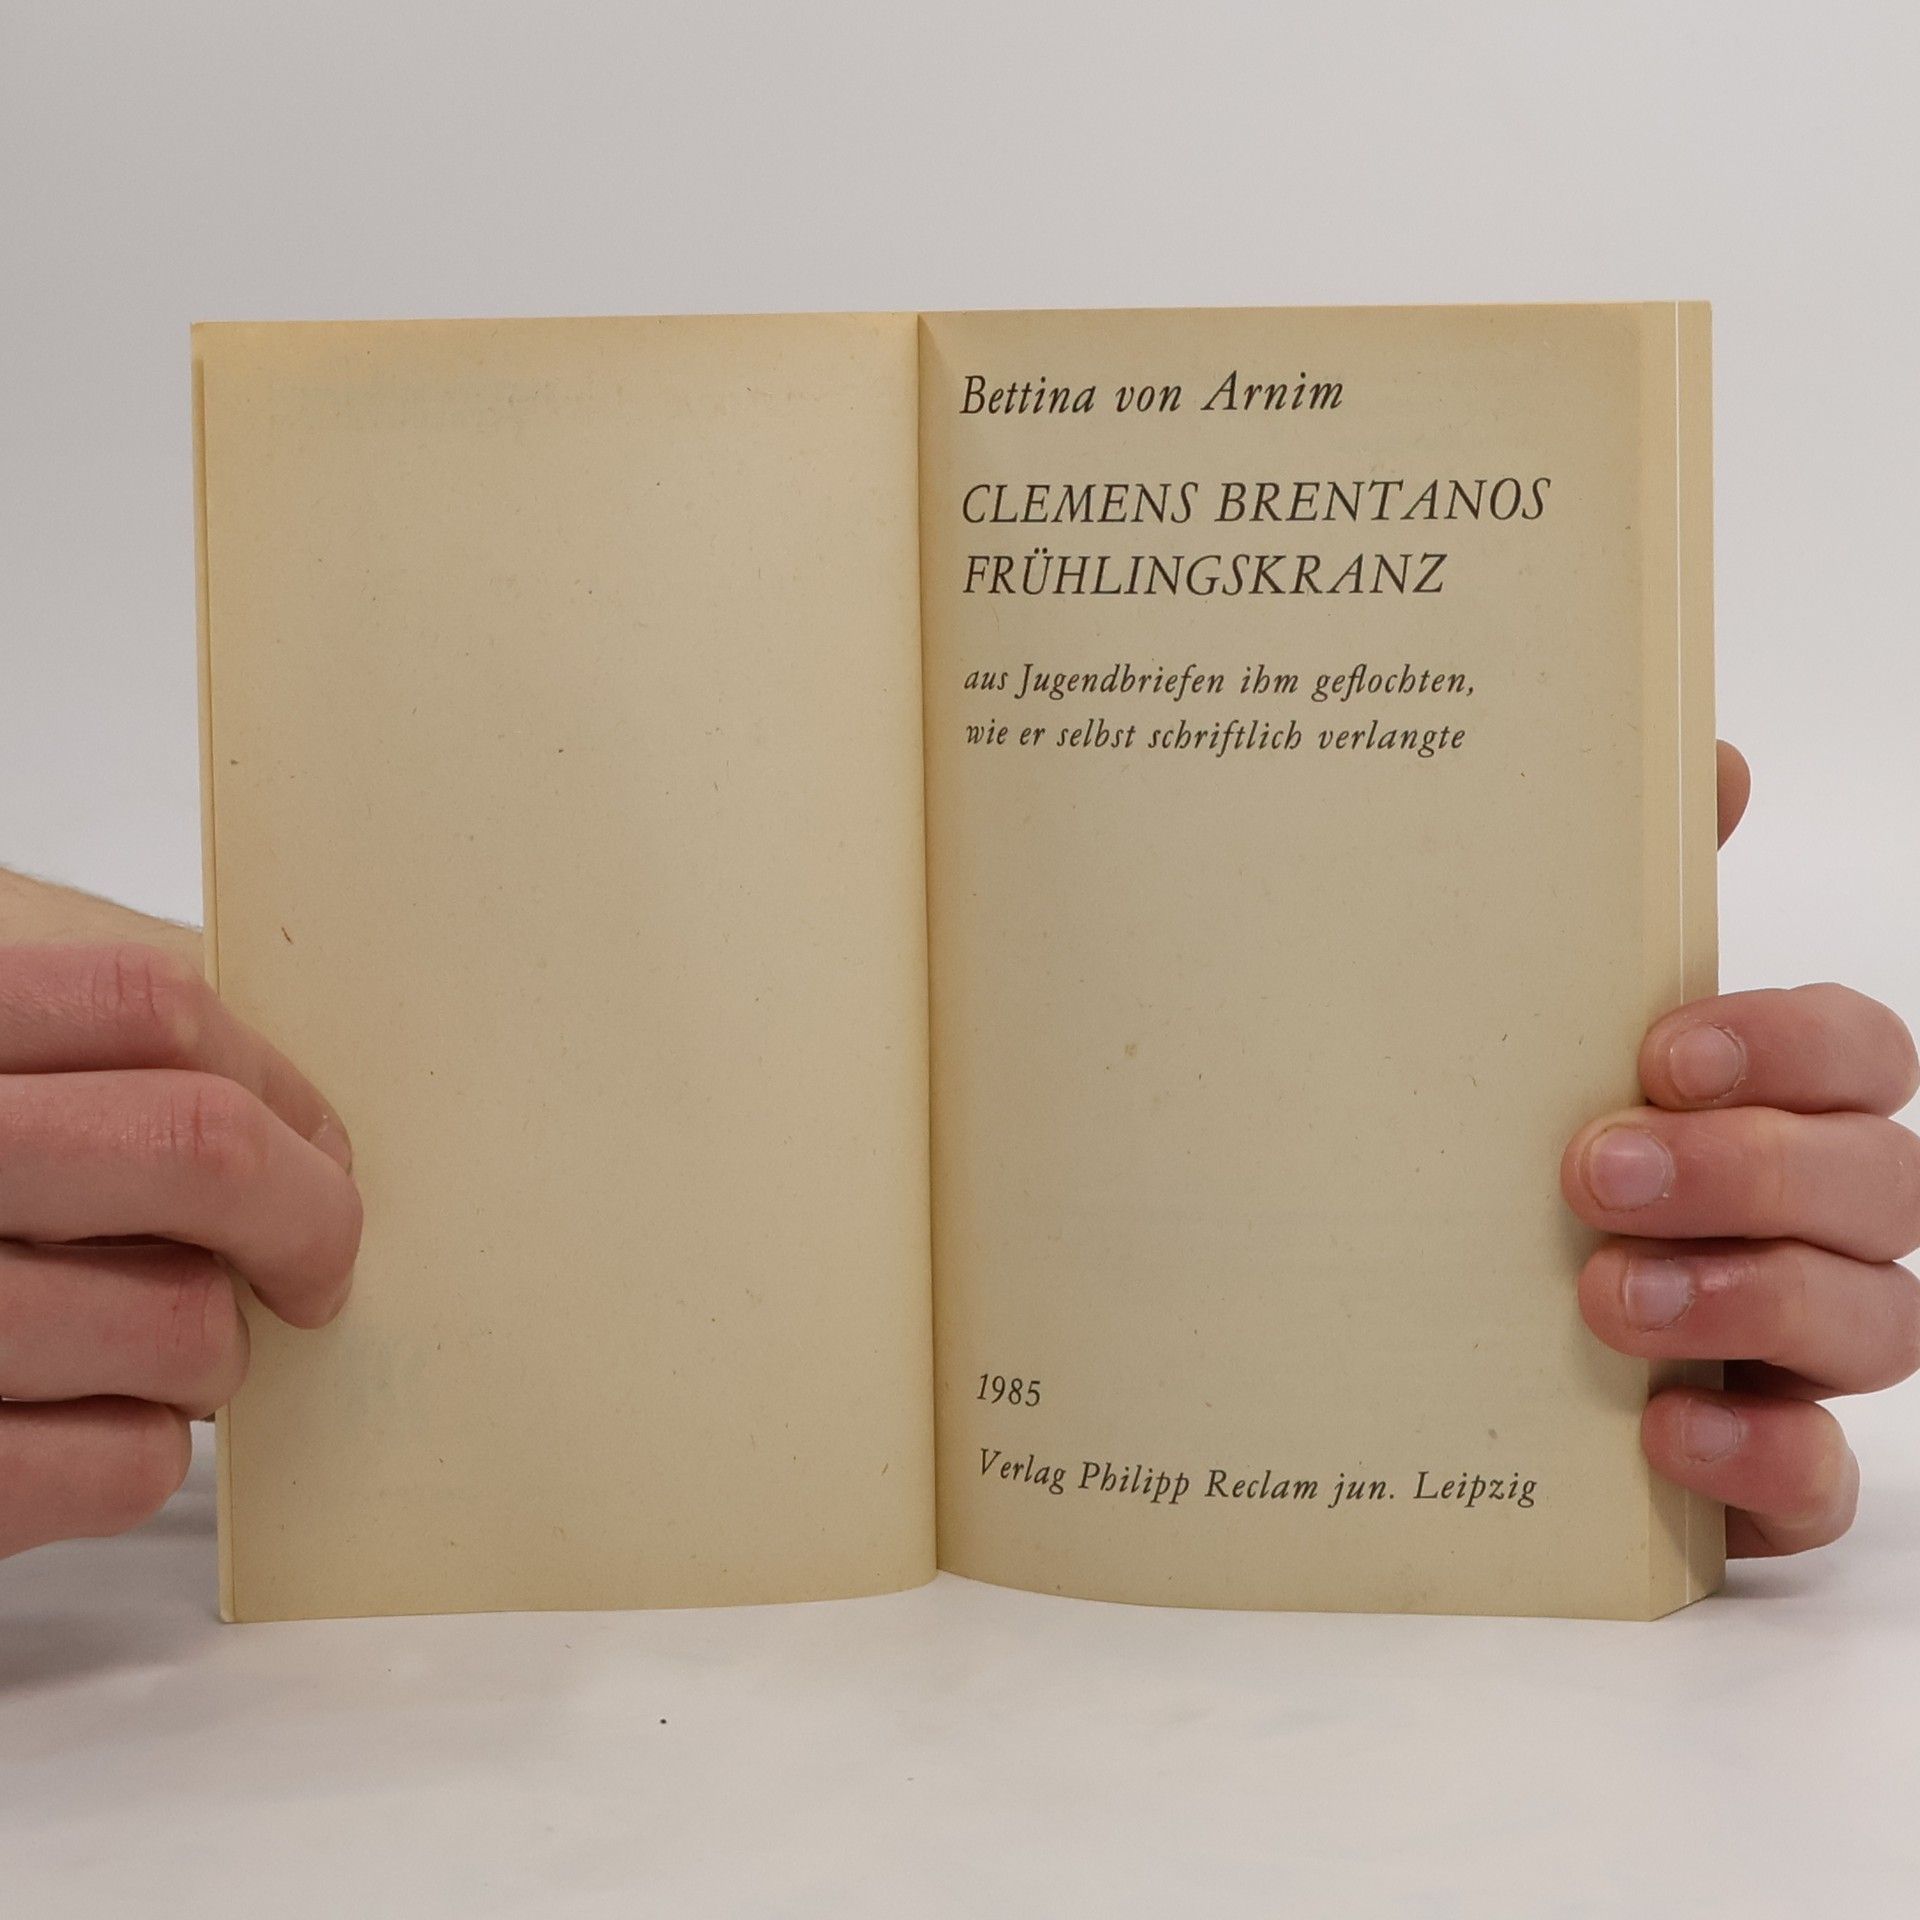 Bettina von Arnim
CLEMENS BRENTANOS
FRÜHLINGSKRANZ
aus Jugendbriefen ihm geflochten,
wie er selbst schriftlich verlangte
1985
Verlag Philipp Reclam jun. Leipzig